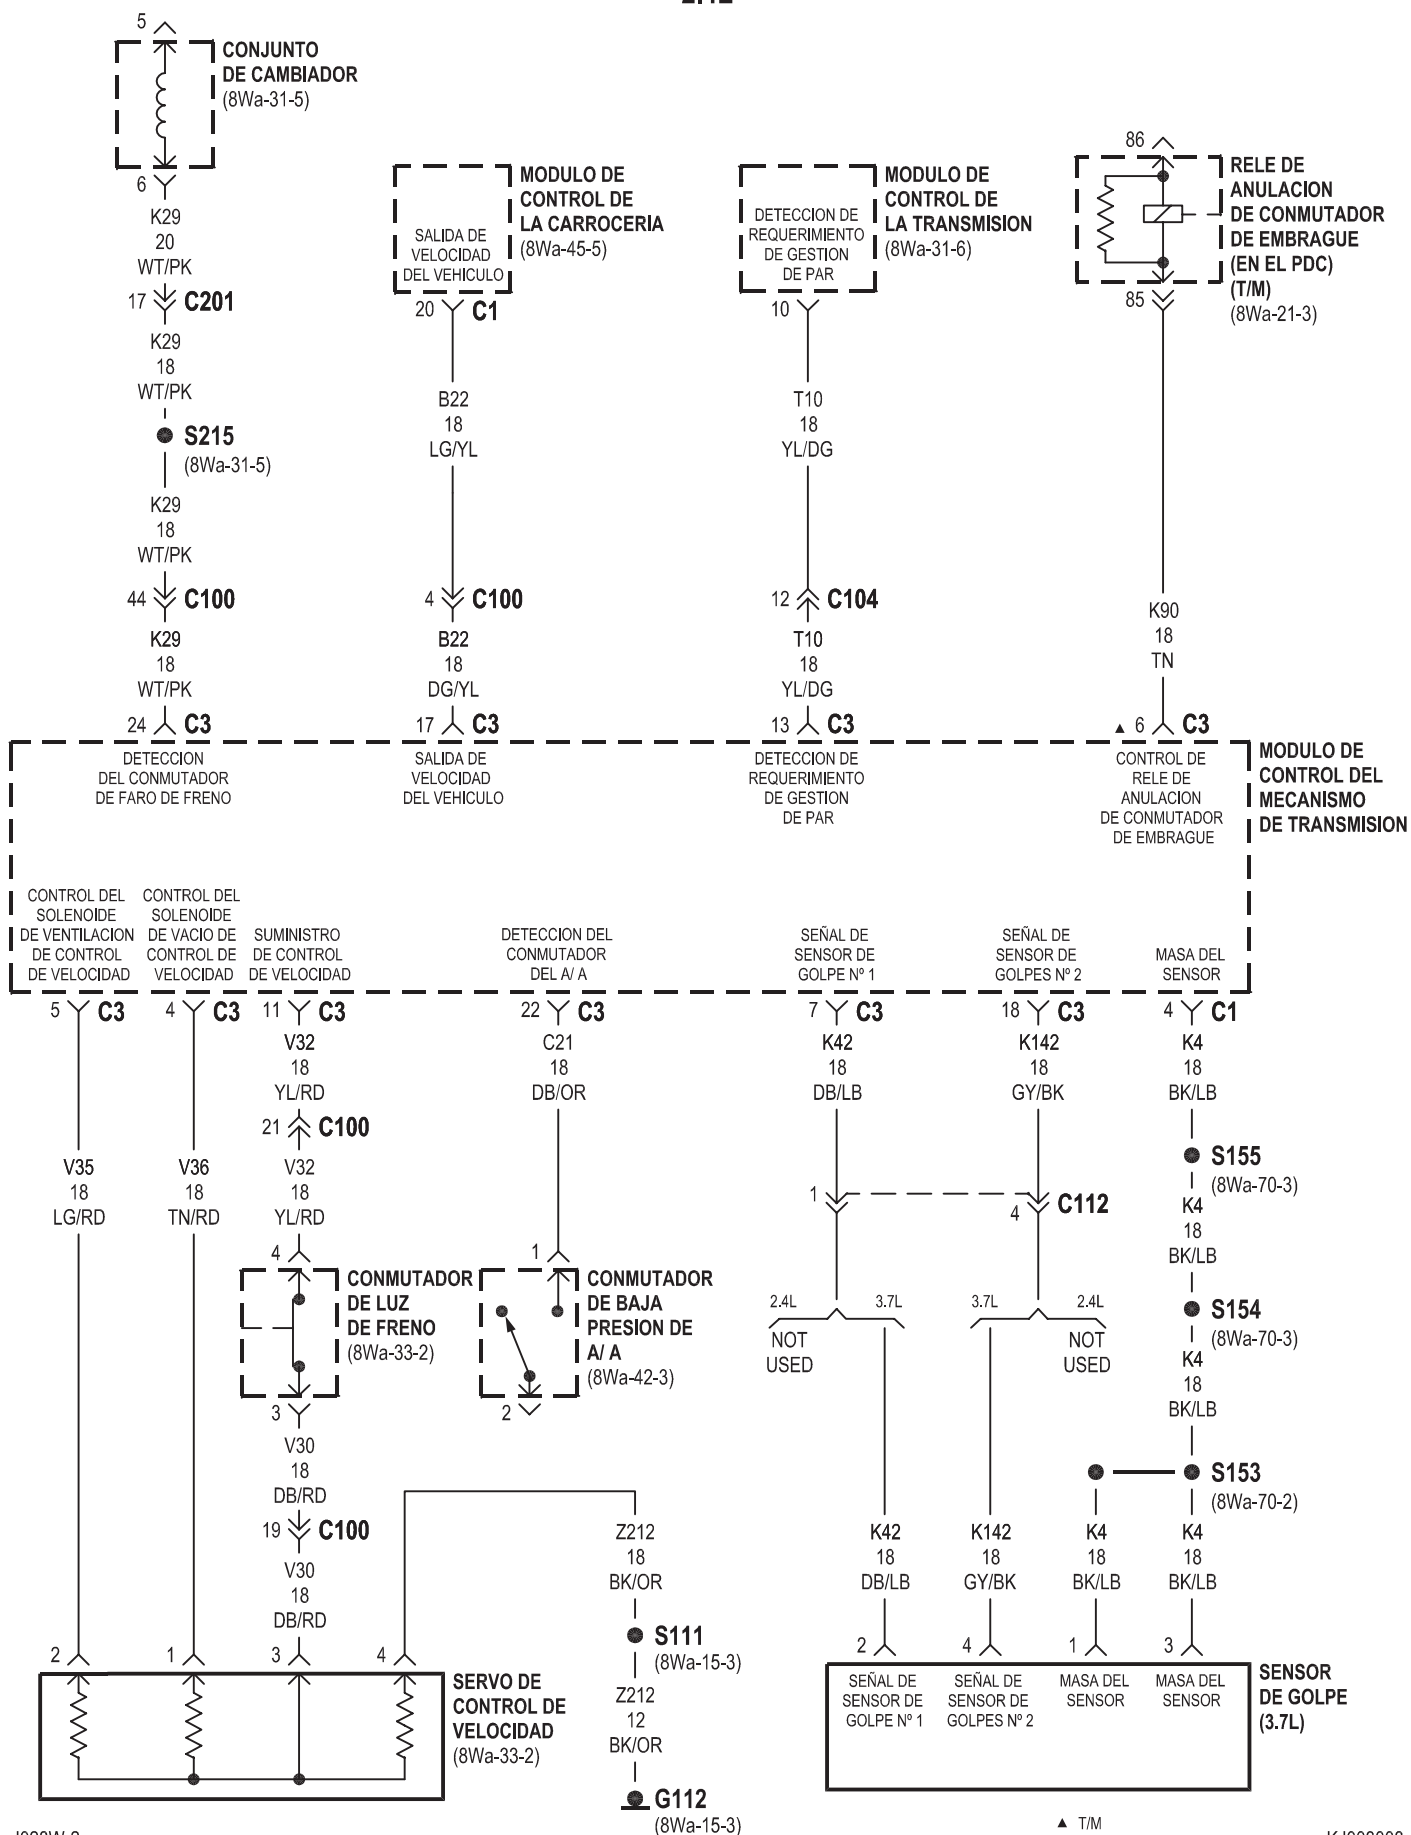 5
CONJUNTO
DE CAMBIADOR
(8Wa-31-5)
6
K29
20
WT/PK
17 C201
K29
18
WT/PK
S215
(8Wa-31-5)
K29
18
WT/PK
44 C100
K29
18
WT/PK
24 C3
MODULO DE
CONTROL DE
LA CARROCERIA
(8Wa-45-5)
SALIDA DE
VELOCIDAD
DEL VEHICULO
20 C1
B22
18
LG/YL
4 C100
B22
18
DG/YL
17 C3
MODULO DE
CONTROL DE
LA TRANSMISION
(8Wa-31-6)
DETECCION DE
REQUERIMIENTO
DE GESTION
DE PAR
10
T10
18
YL/DG
12 C104
T10
18
YL/DG
13 C3
86
RELE DE
ANULACION
DE CONMUTADOR
DE EMBRAGUE
(EN EL PDC)
(T/M)
(8Wa-21-3)
85
K90
18
TN
▲ 6 C3
DETECCION
DEL CONMUTADOR
DE FARO DE FRENO
SALIDA DE
VELOCIDAD
DEL VEHICULO
DETECCION DE
REQUERIMIENTO
DE GESTION
DE PAR
CONTROL DE
RELE DE
ANULACION
DE CONMUTADOR
DE EMBRAGUE
MODULO DE
CONTROL DEL
MECANISMO
DE TRANSMISION
CONTROL DEL
SOLENOIDE
DE VENTILACION
DE CONTROL
DE VELOCIDAD
CONTROL DEL
SOLENOIDE
DE VACIO DE
CONTROL DE
VELOCIDAD
SUMINISTRO
DE CONTROL
DE VELOCIDAD
DETECCION DEL
CONMUTADOR
DEL A/ A
SEÑAL DE
SENSOR DE
GOLPE Nº 1
SEÑAL DE
SENSOR DE
GOLPES Nº 2
MASA DEL
SENSOR
5 C3
4 C3
11 C3
22 C3
7 C3
18 C3
4 C1
V35
18
LG/RD
V36
18
TN/RD
V32
18
YL/RD
21 C100
V32
18
YL/RD
4
CONMUTADOR
DE LUZ
DE FRENO
(8Wa-33-2)
3
V30
18
DB/RD
19 C100
V30
18
DB/RD
C21
18
DB/OR
1
CONMUTADOR
DE BAJA
PRESION DE
A/ A
(8Wa-42-3)
2
K42
18
DB/LB
K142
18
GY/BK
1
4
C112
2.4L 3.7L
NOT
USED
3.7L 2.4L
NOT
USED
K4
18
BK/LB
S155
(8Wa-70-3)
K4
18
BK/LB
S154
(8Wa-70-3)
K4
18
BK/LB
S153
(8Wa-70-2)
K42
18
DB/LB
K142
18
GY/BK
K4
18
BK/LB
K4
18
BK/LB
Z212
18
BK/OR
S111
(8Wa-15-3)
Z212
12
BK/OR
G112
(8Wa-15-3)
2 1 3 4
SERVO DE
CONTROL DE
VELOCIDAD
(8Wa-33-2)
2 4 1 3
SEÑAL DE
SENSOR DE
GOLPE Nº 1
SEÑAL DE
SENSOR DE
GOLPES Nº 2
MASA DEL
SENSOR
MASA DEL
SENSOR
SENSOR
DE GOLPE
(3.7L)
▲ T/M